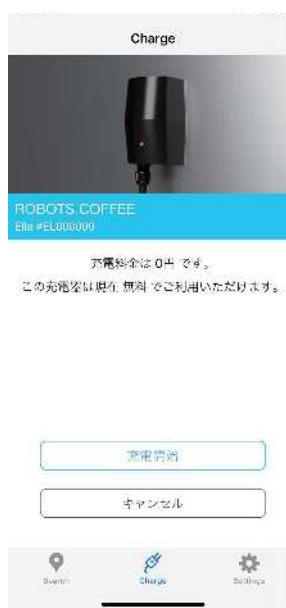 Charge
ROBOTS.COFFEE
Ella #EL000000
充電料金は 0円 です。
この充電器は現在 無料 でご利用いただけます。
充電開始
キャンセル
Search
Charge
Settings